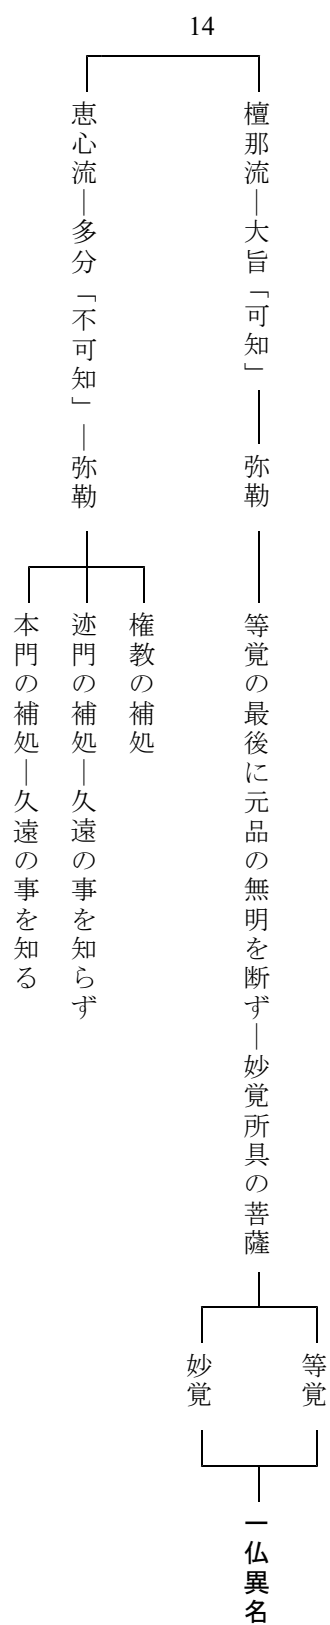 14
檀那流―大旨「可知」―弥勒
等覚の最後に元品の無明を断ず―妙覚所具の菩薩
等覚
妙覚
一仏異名
恵心流―多分「不可知」―弥勒
権教の補処
迹門の補処―久遠の事を知らず
本門の補処―久遠の事を知る